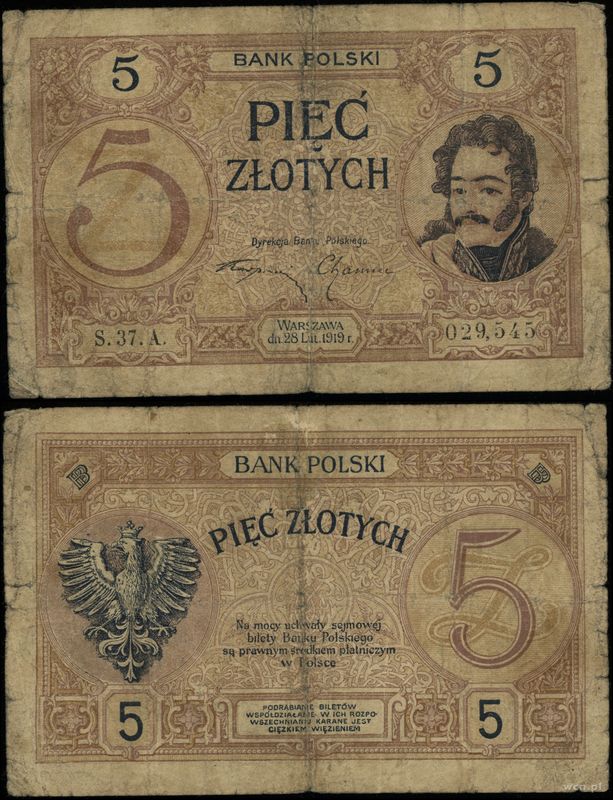 5
BANK POLSKI
5
PIĘĆ
ZŁOTYCH
5
Dyrekcja Banku Polskiego.
S. 37. A.
WARSZAWA
dn. 28 Lut. 1919 r.
029,545
BANK POLSKI
PIĘĆ ZŁOTYCH
5
Na mocy uchwały sejmowej
bilety Banku Polskiego
są prawnym środkiem płatniczym
w Polsce
5
PODRABIANIE BILETÓW
WSPÓŁDZIAŁANIE W ICH ROZPO-
WSZECHNIANIU KARANE JEST
CIĘŻKIEM WIĘZIENIEM
5
wcn.pl